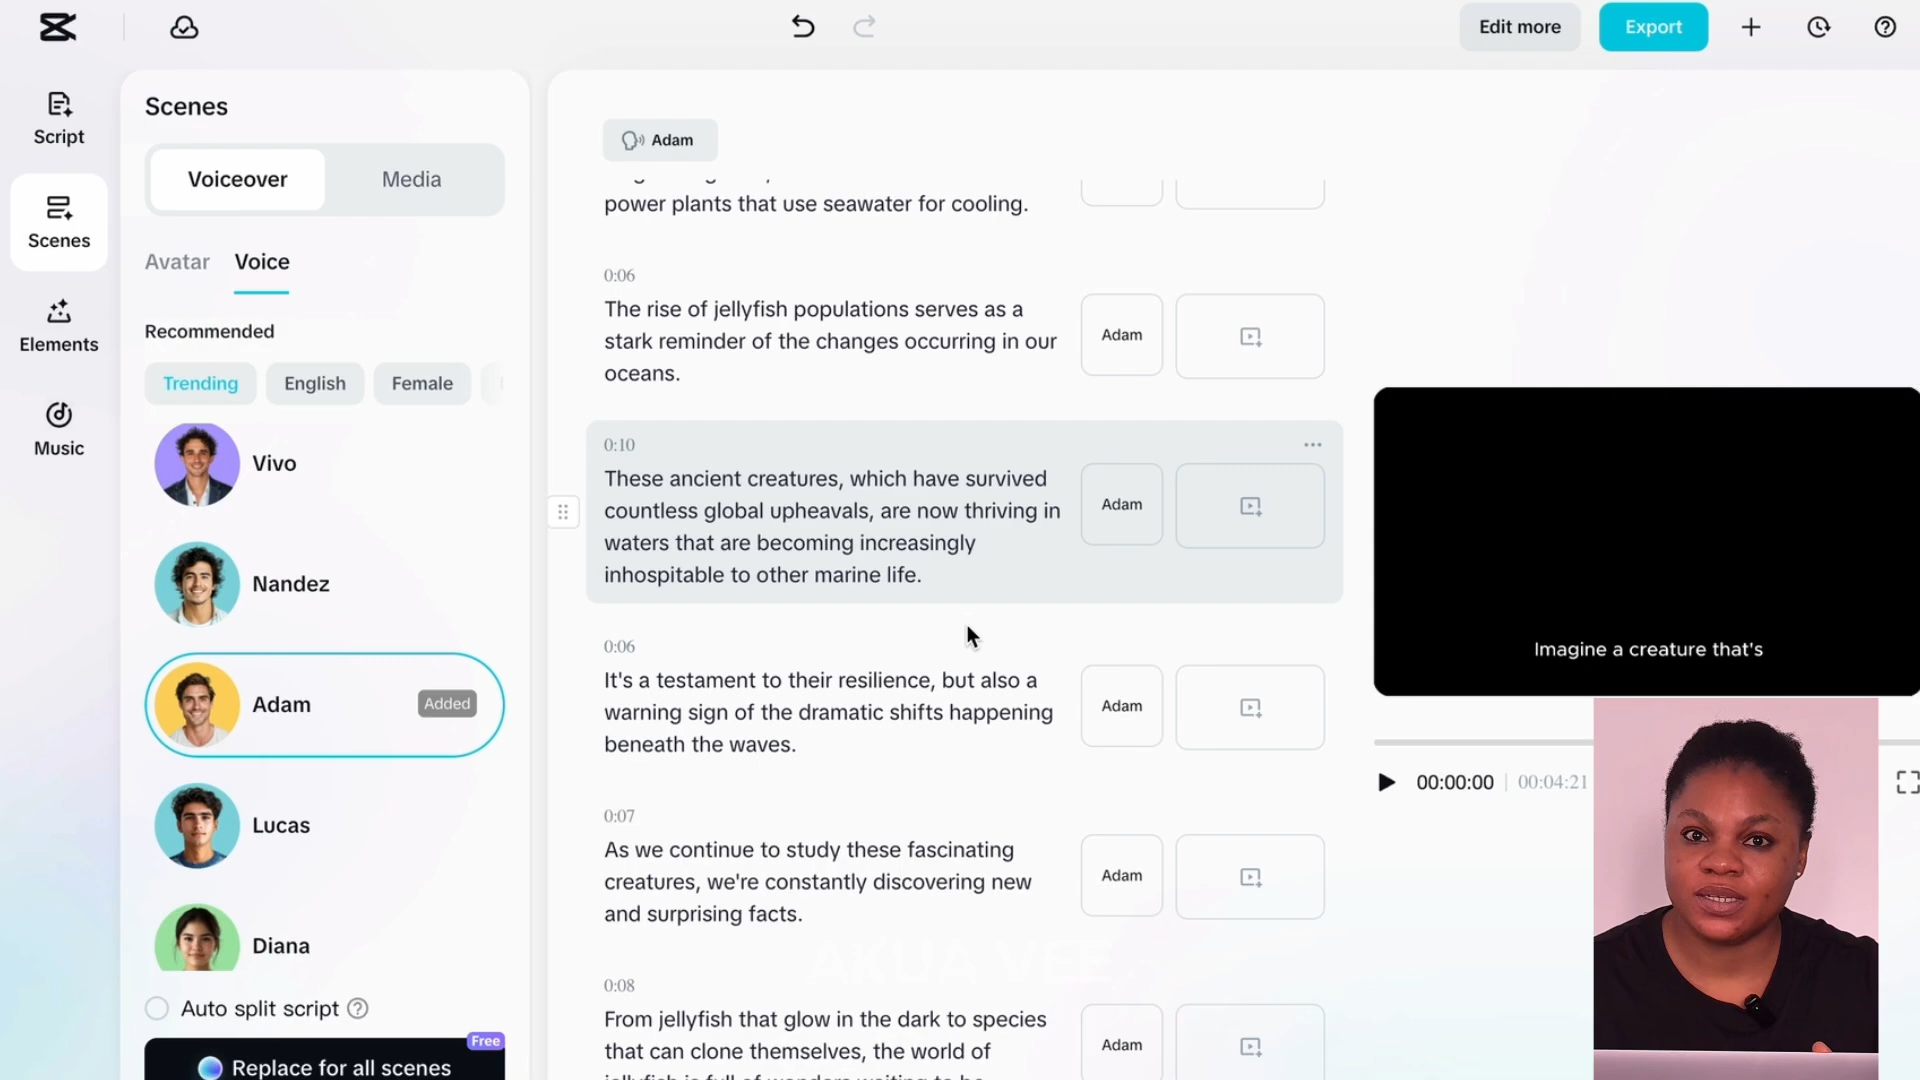 Edit more
Export
Script
Scenes
Elements
Music
Scenes
Voiceover
Media
Avatar
Voice
Recommended
Trending
English
Female
Vivo
Nandez
Adam
Added
Lucas
Diana
Auto split script
Free
Replace for all scenes
Adam
power plants that use seawater for cooling.
0:06
The rise of jellyfish populations serves as a
stark reminder of the changes occurring in our
oceans.
Adam
0:10
These ancient creatures, which have survived
countless global upheavals, are now thriving in
waters that are becoming increasingly
inhospitable to other marine life.
Adam
0:06
It's a testament to their resilience, but also a
warning sign of the dramatic shifts happening
beneath the waves.
Adam
0:07
As we continue to study these fascinating
creatures, we're constantly discovering new
and surprising facts.
Adam
AKUA VEE
0:08
From jellyfish that glow in the dark to species
that can clone themselves, the world of
Adam
Imagine a creature that's
00:00:00 | 00:04:21